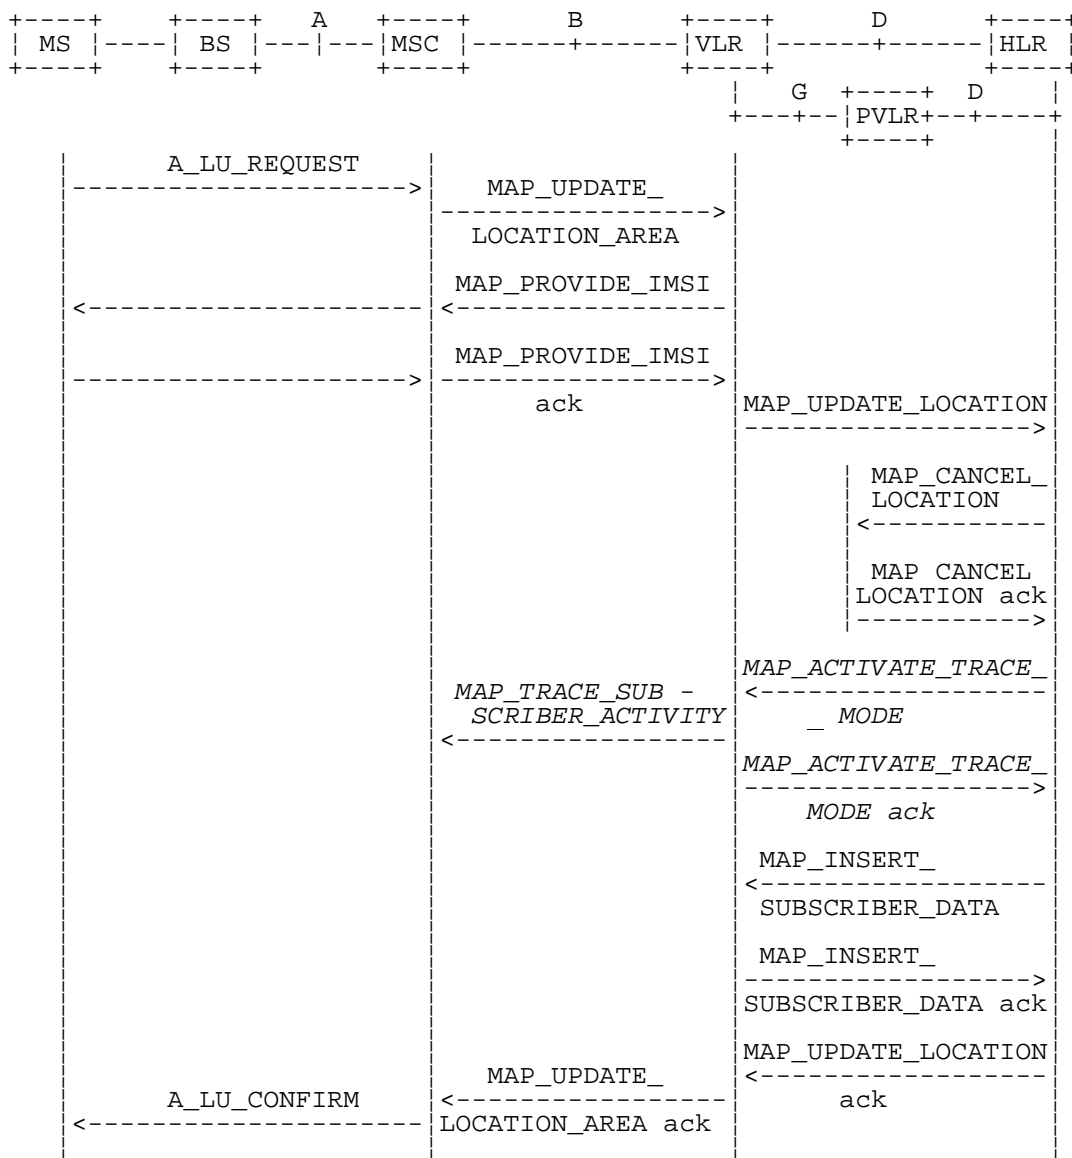 A B D
MS BS MSC VLR HLR
G D
PVLR
A_LU_REQUEST
MAP_UPDATE_
LOCATION_AREA
MAP_PROVIDE_IMSI
MAP_PROVIDE_IMSI
ack
MAP_UPDATE_LOCATION
MAP_CANCEL_
LOCATION
MAP CANCEL
LOCATION ack
MAP_ACTIVATE_TRACE_
_ MODE
MAP_TRACE_SUB -
SCRIBER_ACTIVITY
MAP_ACTIVATE_TRACE_
MODE ack
MAP_INSERT_
SUBSCRIBER_DATA
MAP_INSERT_
SUBSCRIBER_DATA ack
MAP_UPDATE_LOCATION
ack
MAP_UPDATE_
LOCATION_AREA ack
A_LU_CONFIRM